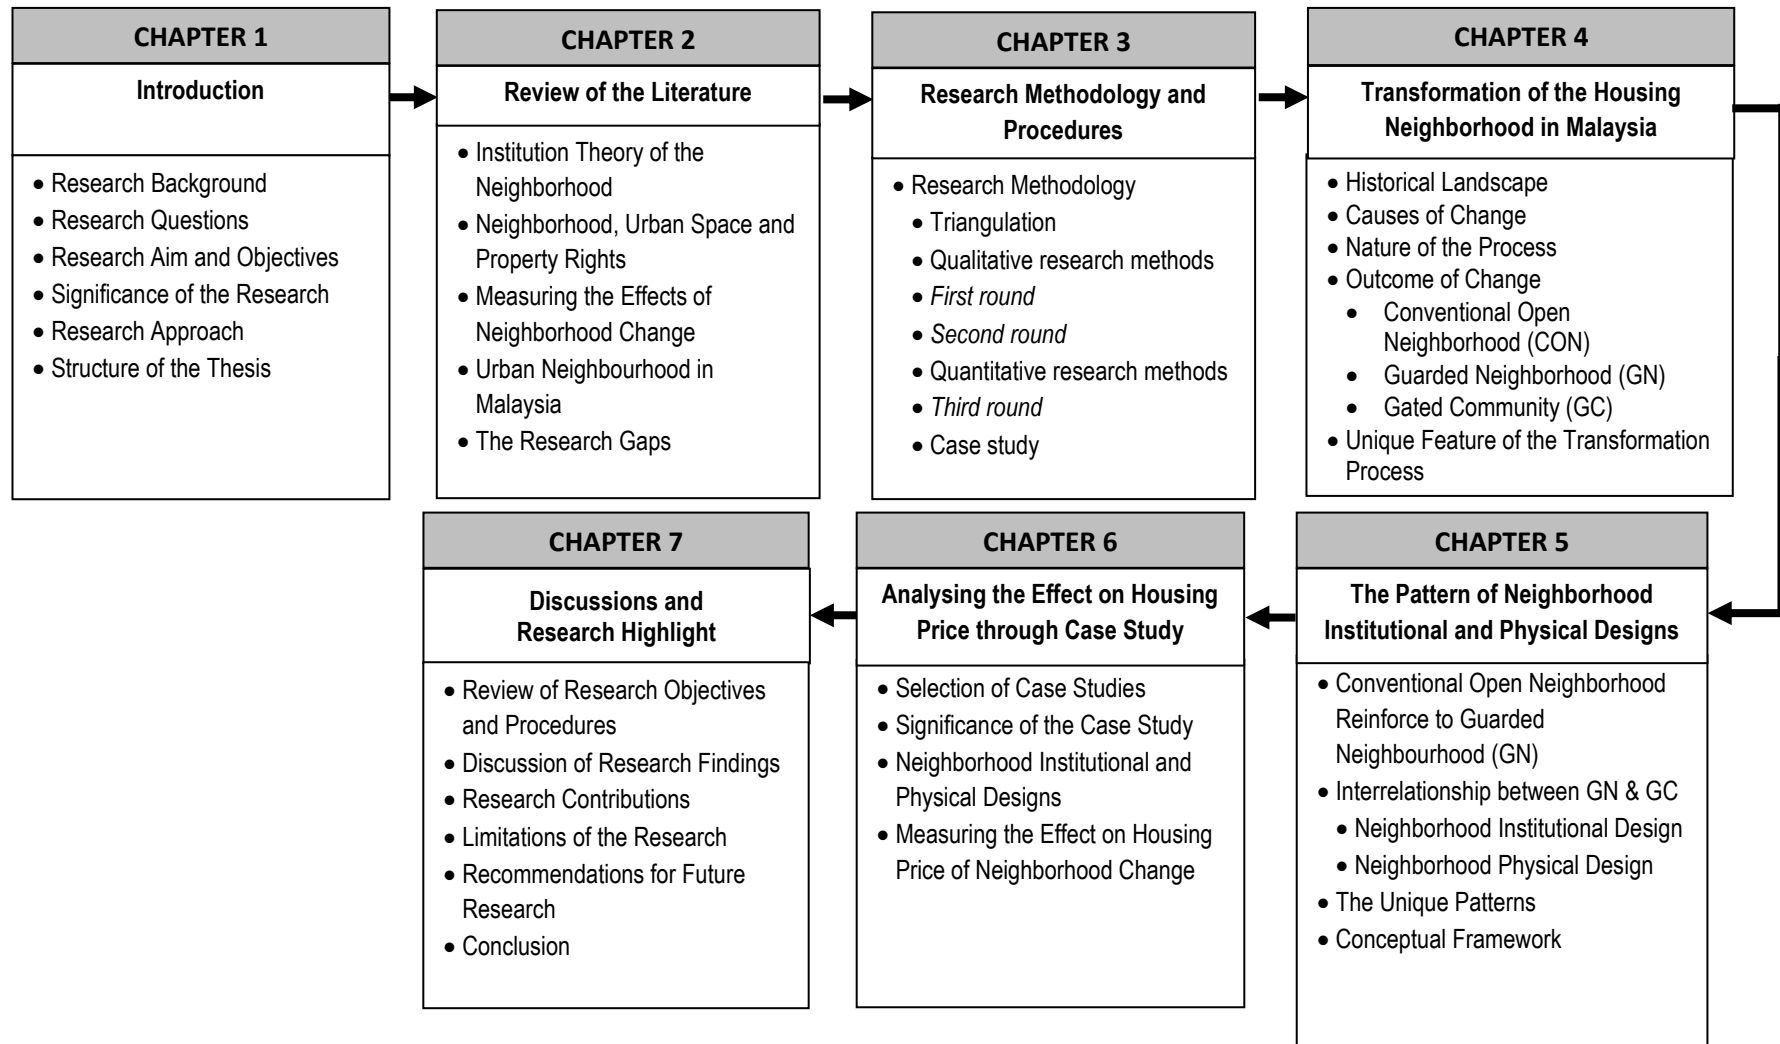 CHAPTER 1
Introduction
• Research Background
• Research Questions
• Research Aim and Objectives
• Significance of the Research
• Research Approach
• Structure of the Thesis
CHAPTER 2
Review of the Literature
• Institution Theory of the
Neighborhood
• Neighborhood, Urban Space and
Property Rights
• Measuring the Effects of
Neighborhood Change
• Urban Neighbourhood in
Malaysia
• The Research Gaps
CHAPTER 3
Research Methodology and
Procedures
• Research Methodology
• Triangulation
• Qualitative research methods
• First round
• Second round
• Quantitative research methods
• Third round
• Case study
CHAPTER 4
Transformation of the Housing
Neighborhood in Malaysia
• Historical Landscape
• Causes of Change
• Nature of the Process
• Outcome of Change
• Conventional Open
Neighborhood (CON)
• Guarded Neighborhood (GN)
• Gated Community (GC)
• Unique Feature of the Transformation
Process
CHAPTER 5
The Pattern of Neighborhood
Institutional and Physical Designs
• Conventional Open Neighborhood
Reinforce to Guarded
Neighbourhood (GN)
• Interrelationship between GN & GC
• Neighborhood Institutional Design
• Neighborhood Physical Design
• The Unique Patterns
• Conceptual Framework
CHAPTER 6
Analysing the Effect on Housing
Price through Case Study
• Selection of Case Studies
• Significance of the Case Study
• Neighborhood Institutional and
Physical Designs
• Measuring the Effect on Housing
Price of Neighborhood Change
CHAPTER 7
Discussions and
Research Highlight
• Review of Research Objectives
and Procedures
• Discussion of Research Findings
• Research Contributions
• Limitations of the Research
• Recommendations for Future
Research
• Conclusion